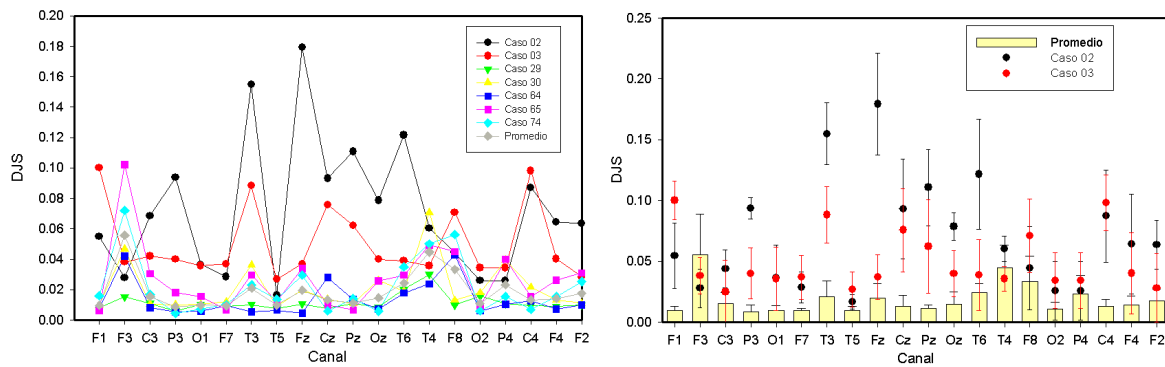 0.20
0.18
0.16
0.14
0.12
0.10
0.08
0.06
0.04
0.02
0.00
DJS
Caso 02
Caso 03
Caso 29
Caso 30
Caso 64
Caso 65
Caso 74
Promedio
F1 F3 C3 P3 O1 F7 T3 T5 Fz Cz Pz Oz T6 T4 F8 O2 P4 C4 F4 F2
Canal
0.25
0.20
0.15
0.10
0.05
0.00
DJS
Promedio
Caso 02
Caso 03
F1 F3 C3 P3 O1 F7 T3 T5 Fz Cz Pz Oz T6 T4 F8 O2 P4 C4 F4 F2
Canal